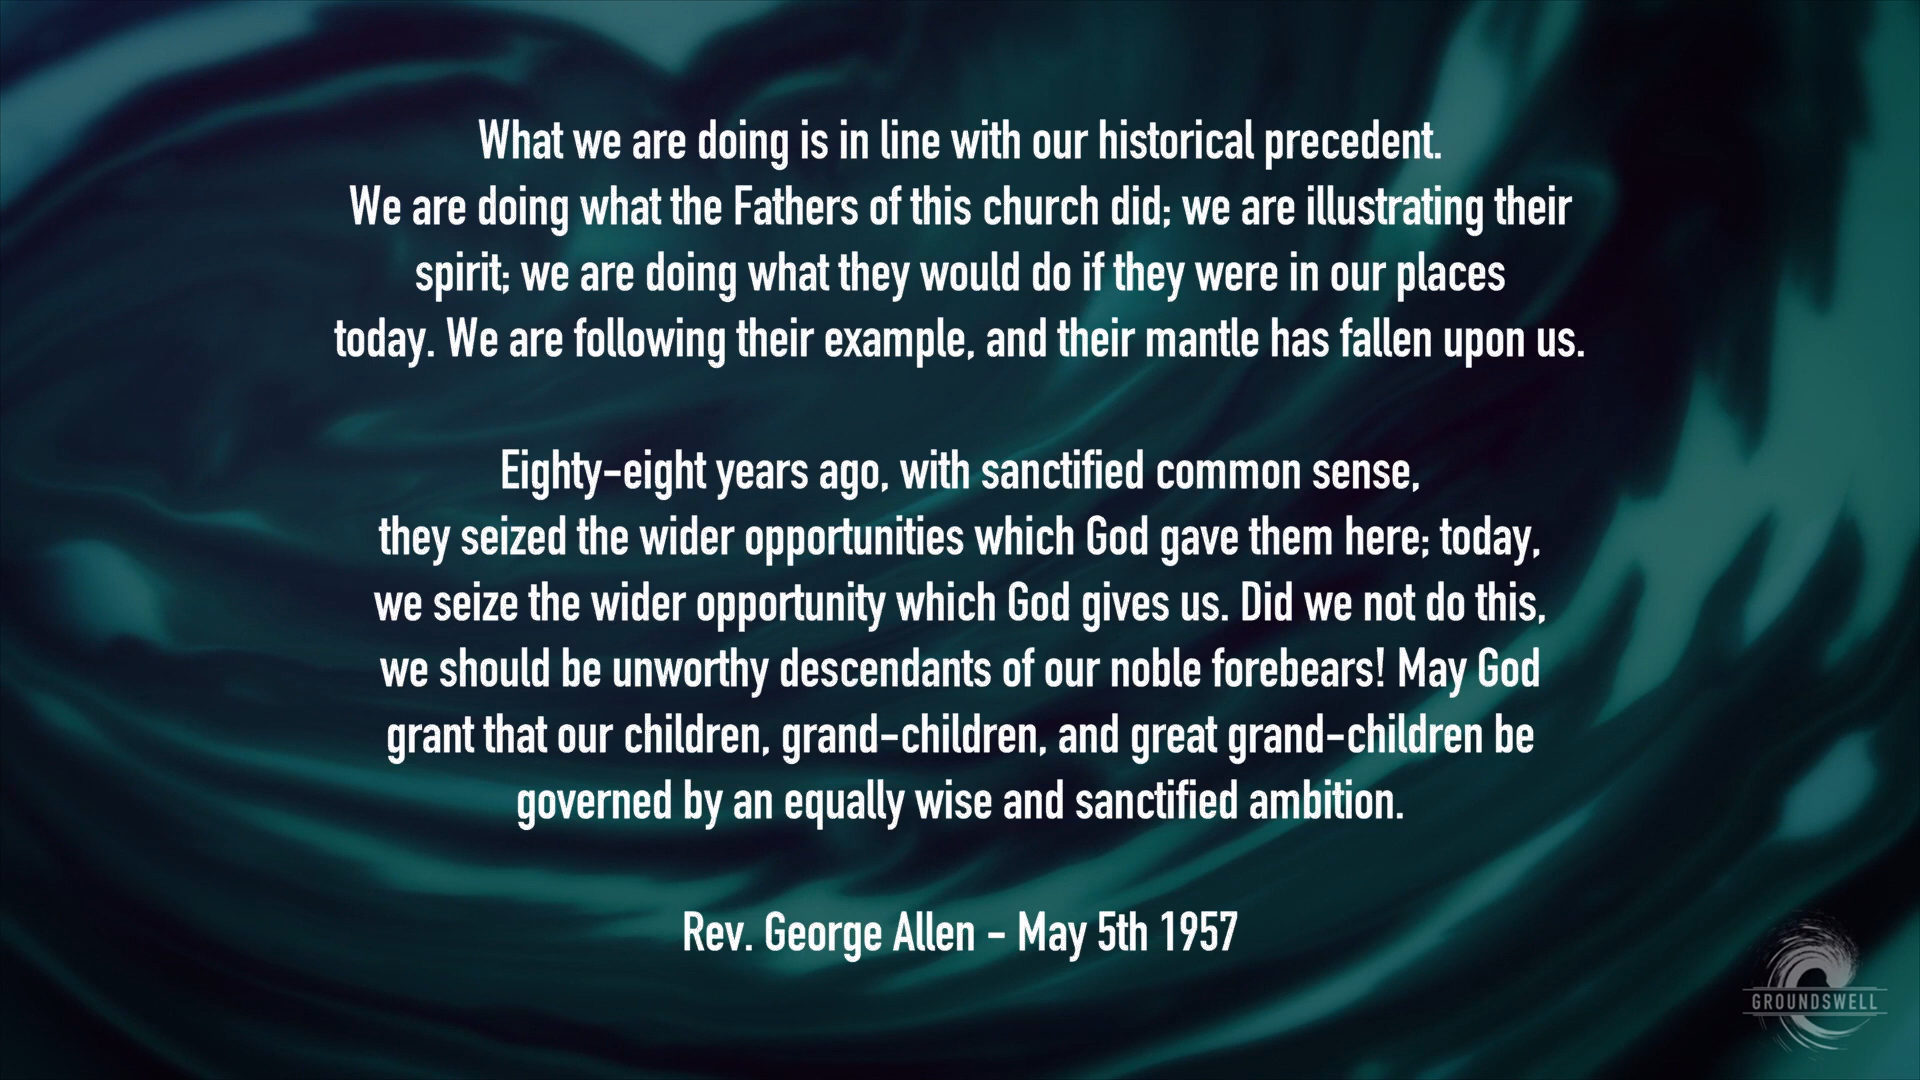 What we are doing is in line with our historical precedent.
We are doing what the Fathers of this church did; we are illustrating their
spirit; we are doing what they would do if they were in our places
today. We are following their example, and their mantle has fallen upon us.
Eighty-eight years ago, with sanctified common sense,
they seized the wider opportunities which God gave them here; today,
we seize the wider opportunity which God gives us. Did we not do this,
we should be unworthy descendants of our noble forebears! May God
grant that our children, grand-children, and great grand-children be
governed by an equally wise and sanctified ambition.
Rev. George Allen - May 5th 1957
GROUNDSWELL